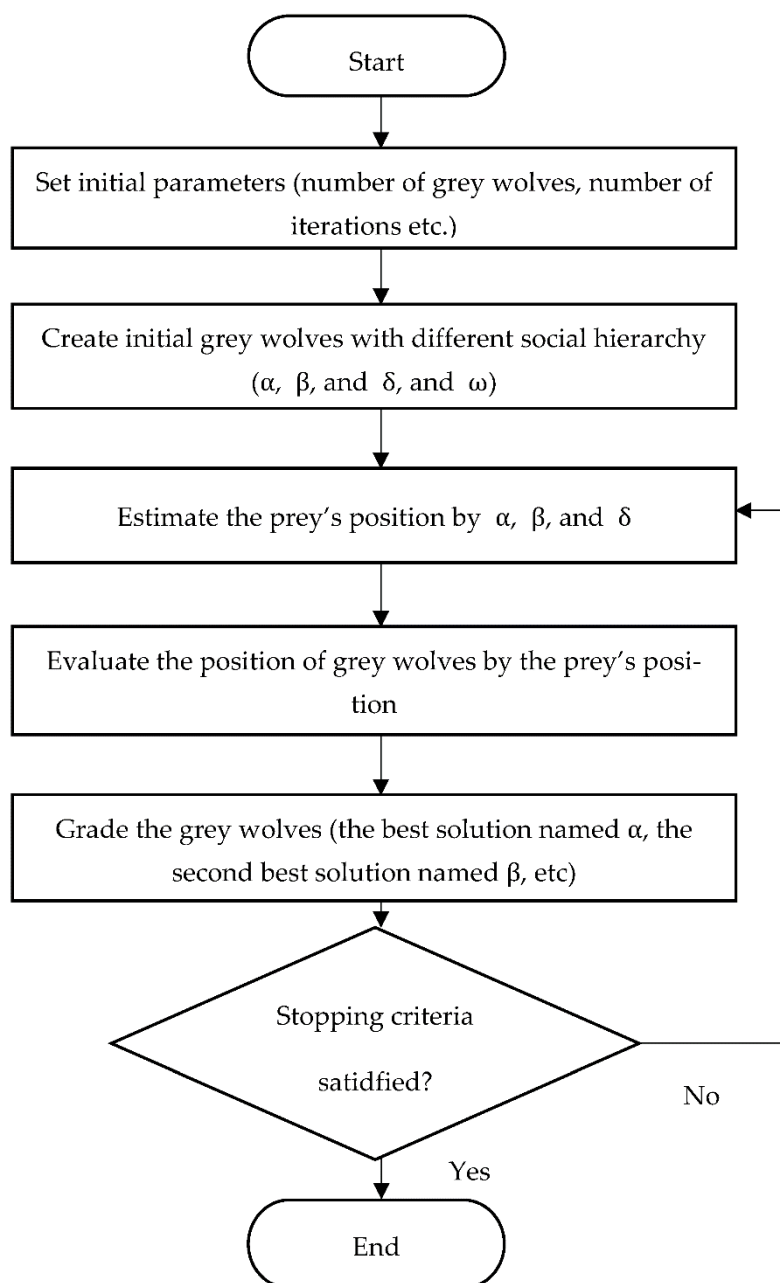 Start
Set initial parameters (number of grey wolves, number of
iterations etc.)
Create initial grey wolves with different social hierarchy
(α, β, and δ, and ω)
Estimate the prey’s position by α, β, and δ
Evaluate the position of grey wolves by the prey’s posi-
tion
Grade the grey wolves (the best solution named α, the
second best solution named β, etc)
Stopping criteria
satidfied?
No
Yes
End